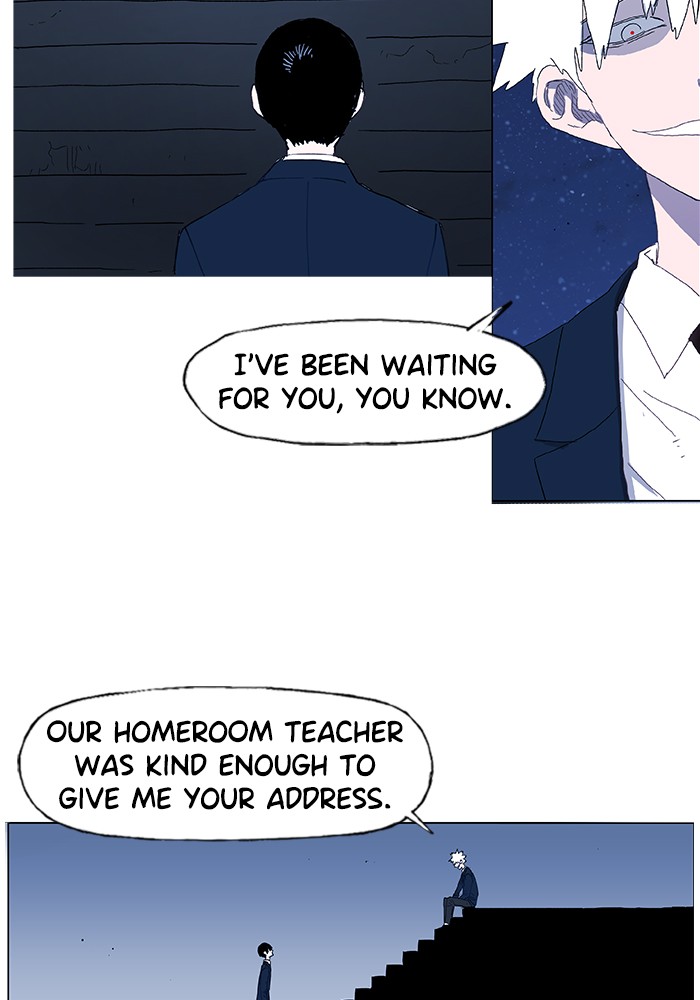 I'VE BEEN WAITING
FOR YOU, YOU KNOW.
OUR HOMEROOM TEACHER
WAS KIND ENOUGH TO
GIVE ME YOUR ADDRESS.